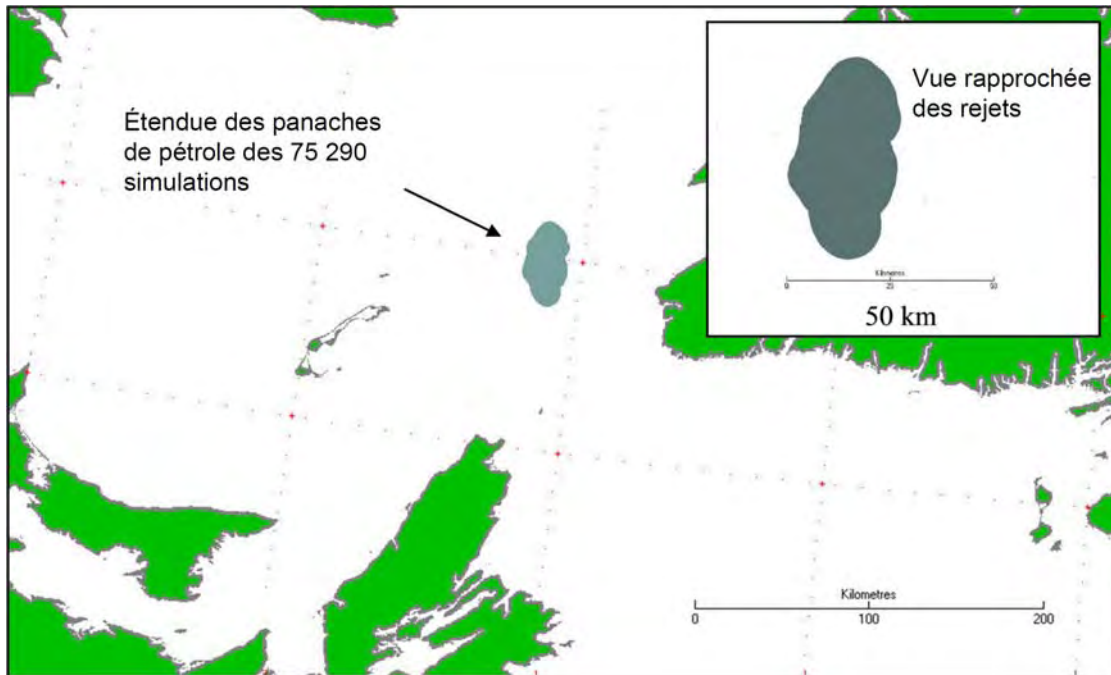 Étendue des panaches
de pétrole des 75 290
simulations
Vue rapprochée
des rejets
Kilometres
0 25 50
50 km
Kilometres
0 100 200